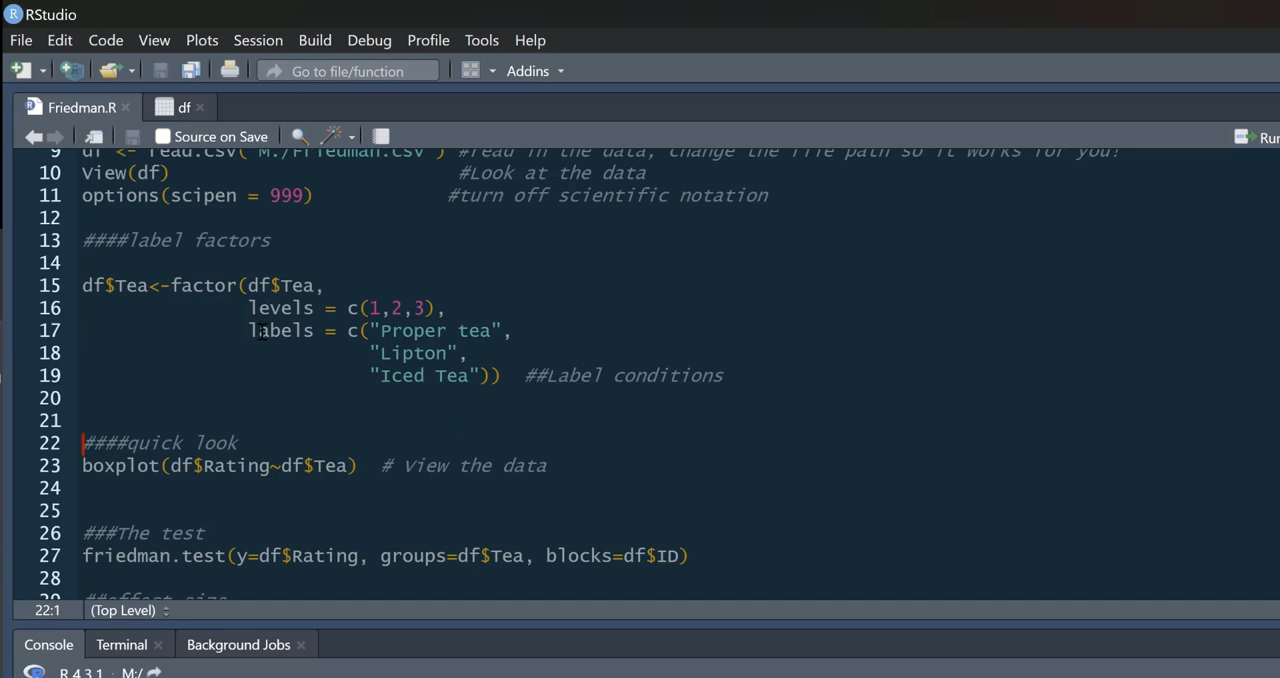 RStudio
File Edit Code View Plots Session Build Debug Profile Tools Help
Go to file/function Addins
Friedman.R df
Source on Save Run
9 df <- read.csv("M:/Friedman.csv") #read in the data, change the file path so it works for you!
10 View(df) #Look at the data
11 options(scipen = 999) #turn off scientific notation
12
13 ####label factors
14
15 df$Tea<-factor(df$Tea,
16 levels = c(1,2,3),
17 labels = c("Proper tea",
18 "Lipton",
19 "Iced Tea")) ##Label conditions
20
21
22 ####quick look
23 boxplot(df$Rating~df$Tea) # View the data
24
25
26 ###The test
27 friedman.test(y=df$Rating, groups=df$Tea, blocks=df$ID)
28
29 ##effect size
22:1 (Top Level)
Console Terminal Background Jobs
R 4.3.1 · M:/